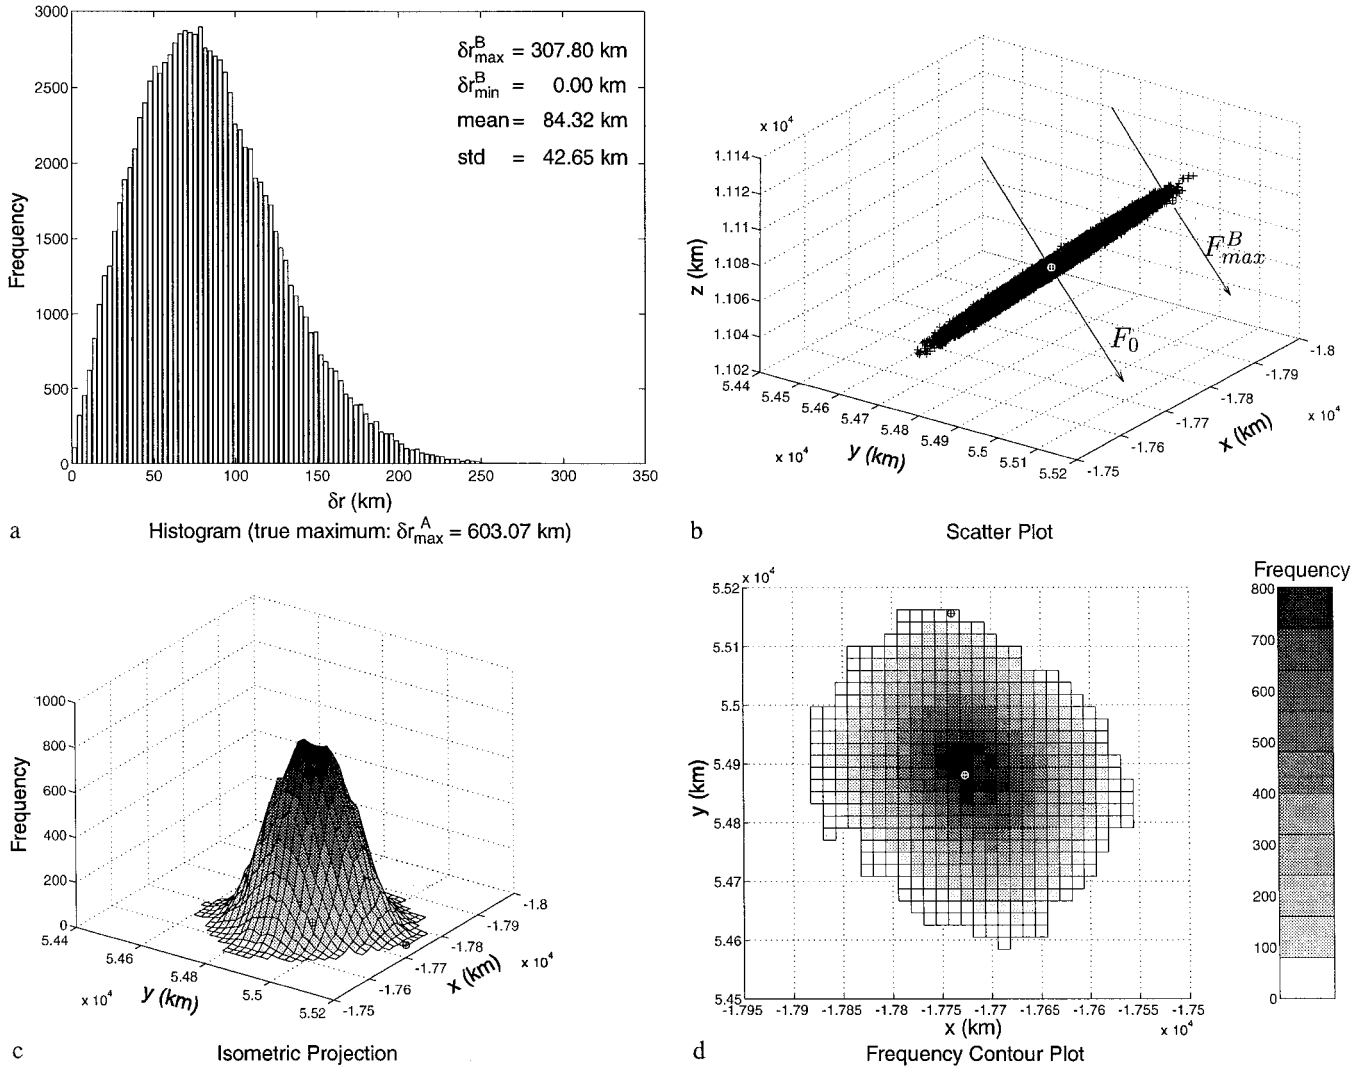 3000
2500
2000
1500
1000
500
0
Frequency
0 50 100 150 200 250 300 350
δr (km)
δr^B_max = 307.80 km
δr^B_min = 0.00 km
mean = 84.32 km
std = 42.65 km
a
Histogram (true maximum: δr^A_max = 603.07 km)
x 10^4
1.114
1.112
1.11
1.108
1.106
1.104
1.102
z (km)
5.44 5.45 5.46 5.47 5.48 5.49 5.5 5.51 5.52
x 10^4
y (km)
-1.75 -1.76 -1.77 -1.78 -1.79 -1.8
x (km)
x 10^4
F_0
F^B_max
b
Scatter Plot
1000
800
600
400
200
0
Frequency
5.44 5.46 5.48 5.5 5.52
x 10^4
y (km)
-1.75 -1.76 -1.77 -1.78 -1.79 -1.8
x (km)
x 10^4
c
Isometric Projection
x 10^4
5.52
5.51
5.5
5.49
5.48
5.47
5.46
5.45
y (km)
-1.795 -1.79 -1.785 -1.78 -1.775 -1.77 -1.765 -1.76 -1.755 -1.75
x (km)
x 10^4
Frequency
800
700
600
500
400
300
200
100
0
d
Frequency Contour Plot